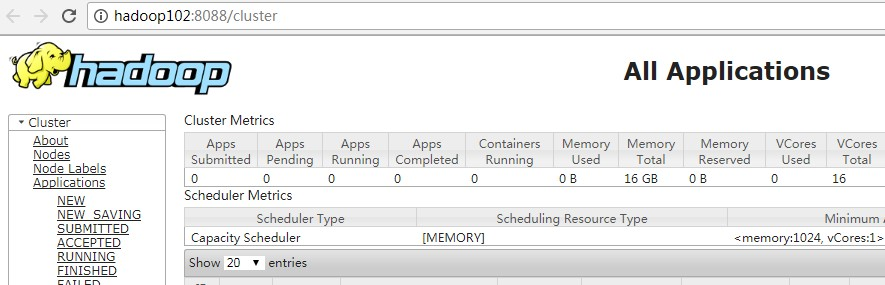 hadoop102:8088/cluster
hadoop
All Applications
Cluster
About
Nodes
Node Labels
Applications
NEW
NEW_SAVING
SUBMITTED
ACCEPTED
RUNNING
FINISHED
FAILED
Cluster Metrics
Apps Submitted Apps Pending Apps Running Apps Completed Containers Running Memory Used Memory Total Memory Reserved VCores Used VCores Total
0 0 0 0 0 0 B 16 GB 0 B 0 16
Scheduler Metrics
Scheduler Type Scheduling Resource Type Minimum
Capacity Scheduler [MEMORY] <memory:1024, vCores:1>
Show 20 entries